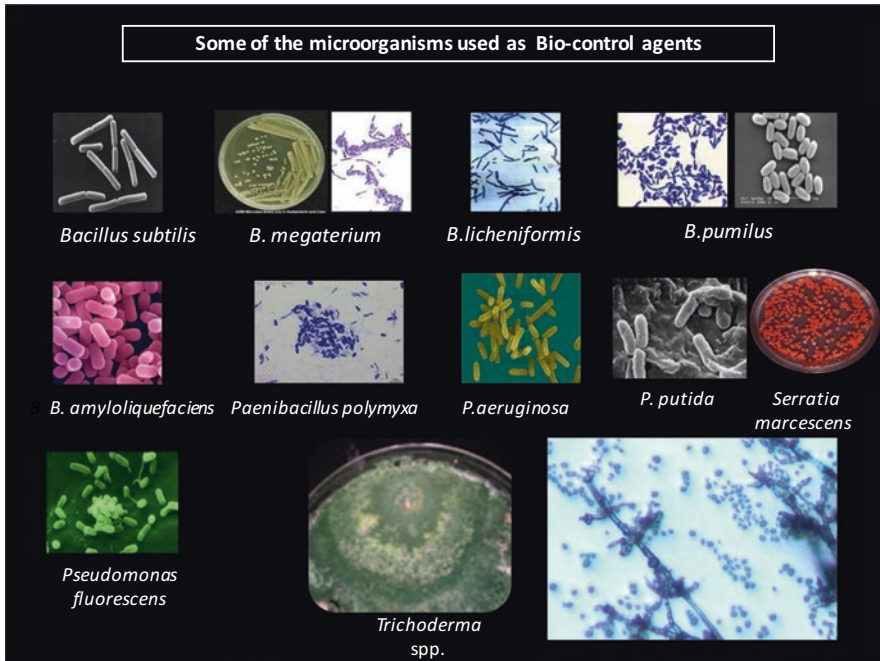 Some of the microorganisms used as Bio-control agents
Bacillus subtilis
B. megaterium
B.licheniformis
B.pumilus
B. B. amyloliquefaciens
Paenibacillus polymyxa
P.aeruginosa
P. putida
Serratia
marcescens
Pseudomonas
fluorescens
Trichoderma
spp.